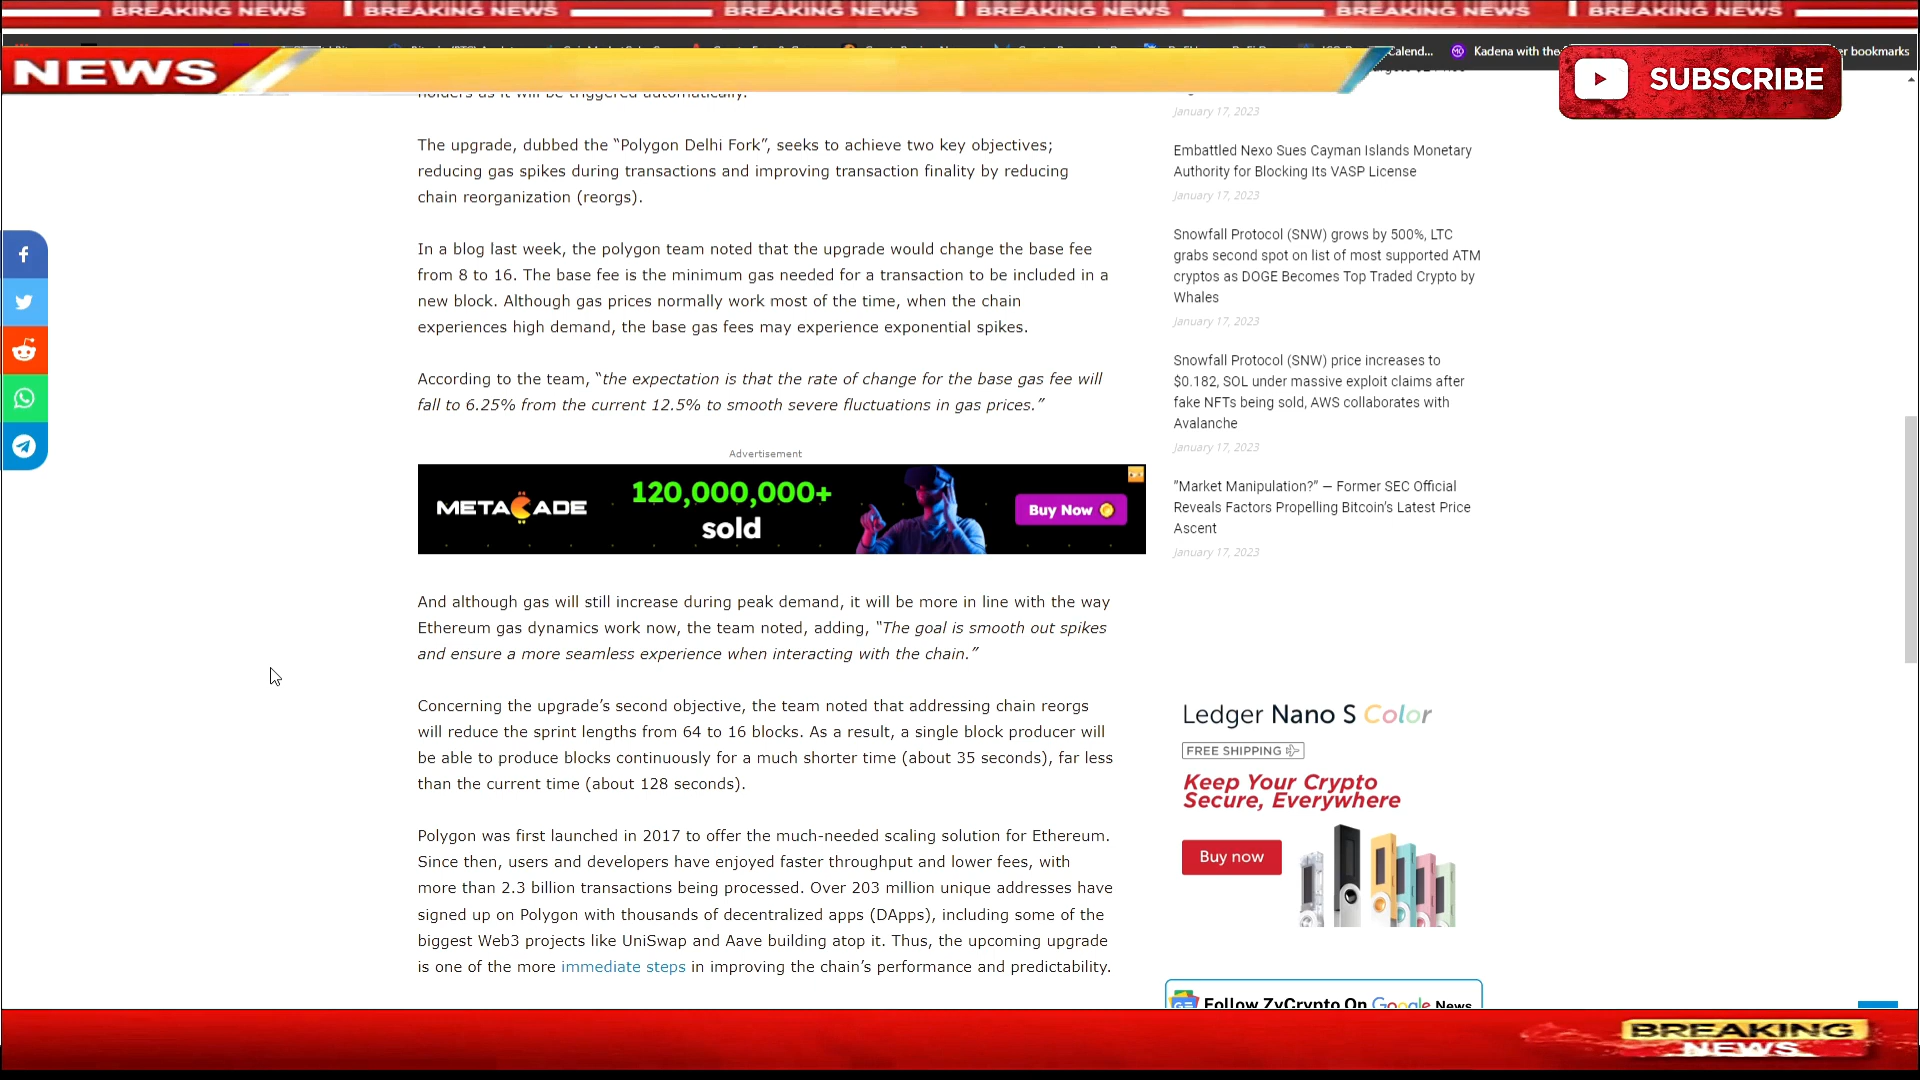 BREAKING NEWS BREAKING NEWS BREAKING NEWS BREAKING NEWS BREAKING NEWS BREAKING NEWS
Calend... Kadena with the er bookmarks
NEWS
SUBSCRIBE
holders as it will be triggered automatically.
The upgrade, dubbed the “Polygon Delhi Fork”, seeks to achieve two key objectives;
reducing gas spikes during transactions and improving transaction finality by reducing
chain reorganization (reorgs).
In a blog last week, the polygon team noted that the upgrade would change the base fee
from 8 to 16. The base fee is the minimum gas needed for a transaction to be included in a
new block. Although gas prices normally work most of the time, when the chain
experiences high demand, the base gas fees may experience exponential spikes.
According to the team, “the expectation is that the rate of change for the base gas fee will
fall to 6.25% from the current 12.5% to smooth severe fluctuations in gas prices.”
Advertisement
METACADE
120,000,000+
sold
Buy Now
And although gas will still increase during peak demand, it will be more in line with the way
Ethereum gas dynamics work now, the team noted, adding, “The goal is smooth out spikes
and ensure a more seamless experience when interacting with the chain.”
Concerning the upgrade’s second objective, the team noted that addressing chain reorgs
will reduce the sprint lengths from 64 to 16 blocks. As a result, a single block producer will
be able to produce blocks continuously for a much shorter time (about 35 seconds), far less
than the current time (about 128 seconds).
Polygon was first launched in 2017 to offer the much-needed scaling solution for Ethereum.
Since then, users and developers have enjoyed faster throughput and lower fees, with
more than 2.3 billion transactions being processed. Over 203 million unique addresses have
signed up on Polygon with thousands of decentralized apps (DApps), including some of the
biggest Web3 projects like UniSwap and Aave building atop it. Thus, the upcoming upgrade
is one of the more immediate steps in improving the chain’s performance and predictability.
January 17, 2023
Embattled Nexo Sues Cayman Islands Monetary
Authority for Blocking Its VASP License
January 17, 2023
Snowfall Protocol (SNW) grows by 500%, LTC
grabs second spot on list of most supported ATM
cryptos as DOGE Becomes Top Traded Crypto by
Whales
January 17, 2023
Snowfall Protocol (SNW) price increases to
$0.182, SOL under massive exploit claims after
fake NFTs being sold, AWS collaborates with
Avalanche
January 17, 2023
“Market Manipulation?” — Former SEC Official
Reveals Factors Propelling Bitcoin’s Latest Price
Ascent
January 17, 2023
Ledger Nano S Color
FREE SHIPPING
Keep Your Crypto
Secure, Everywhere
Buy now
Follow ZyCrypto On Google News
BREAKING
NEWS